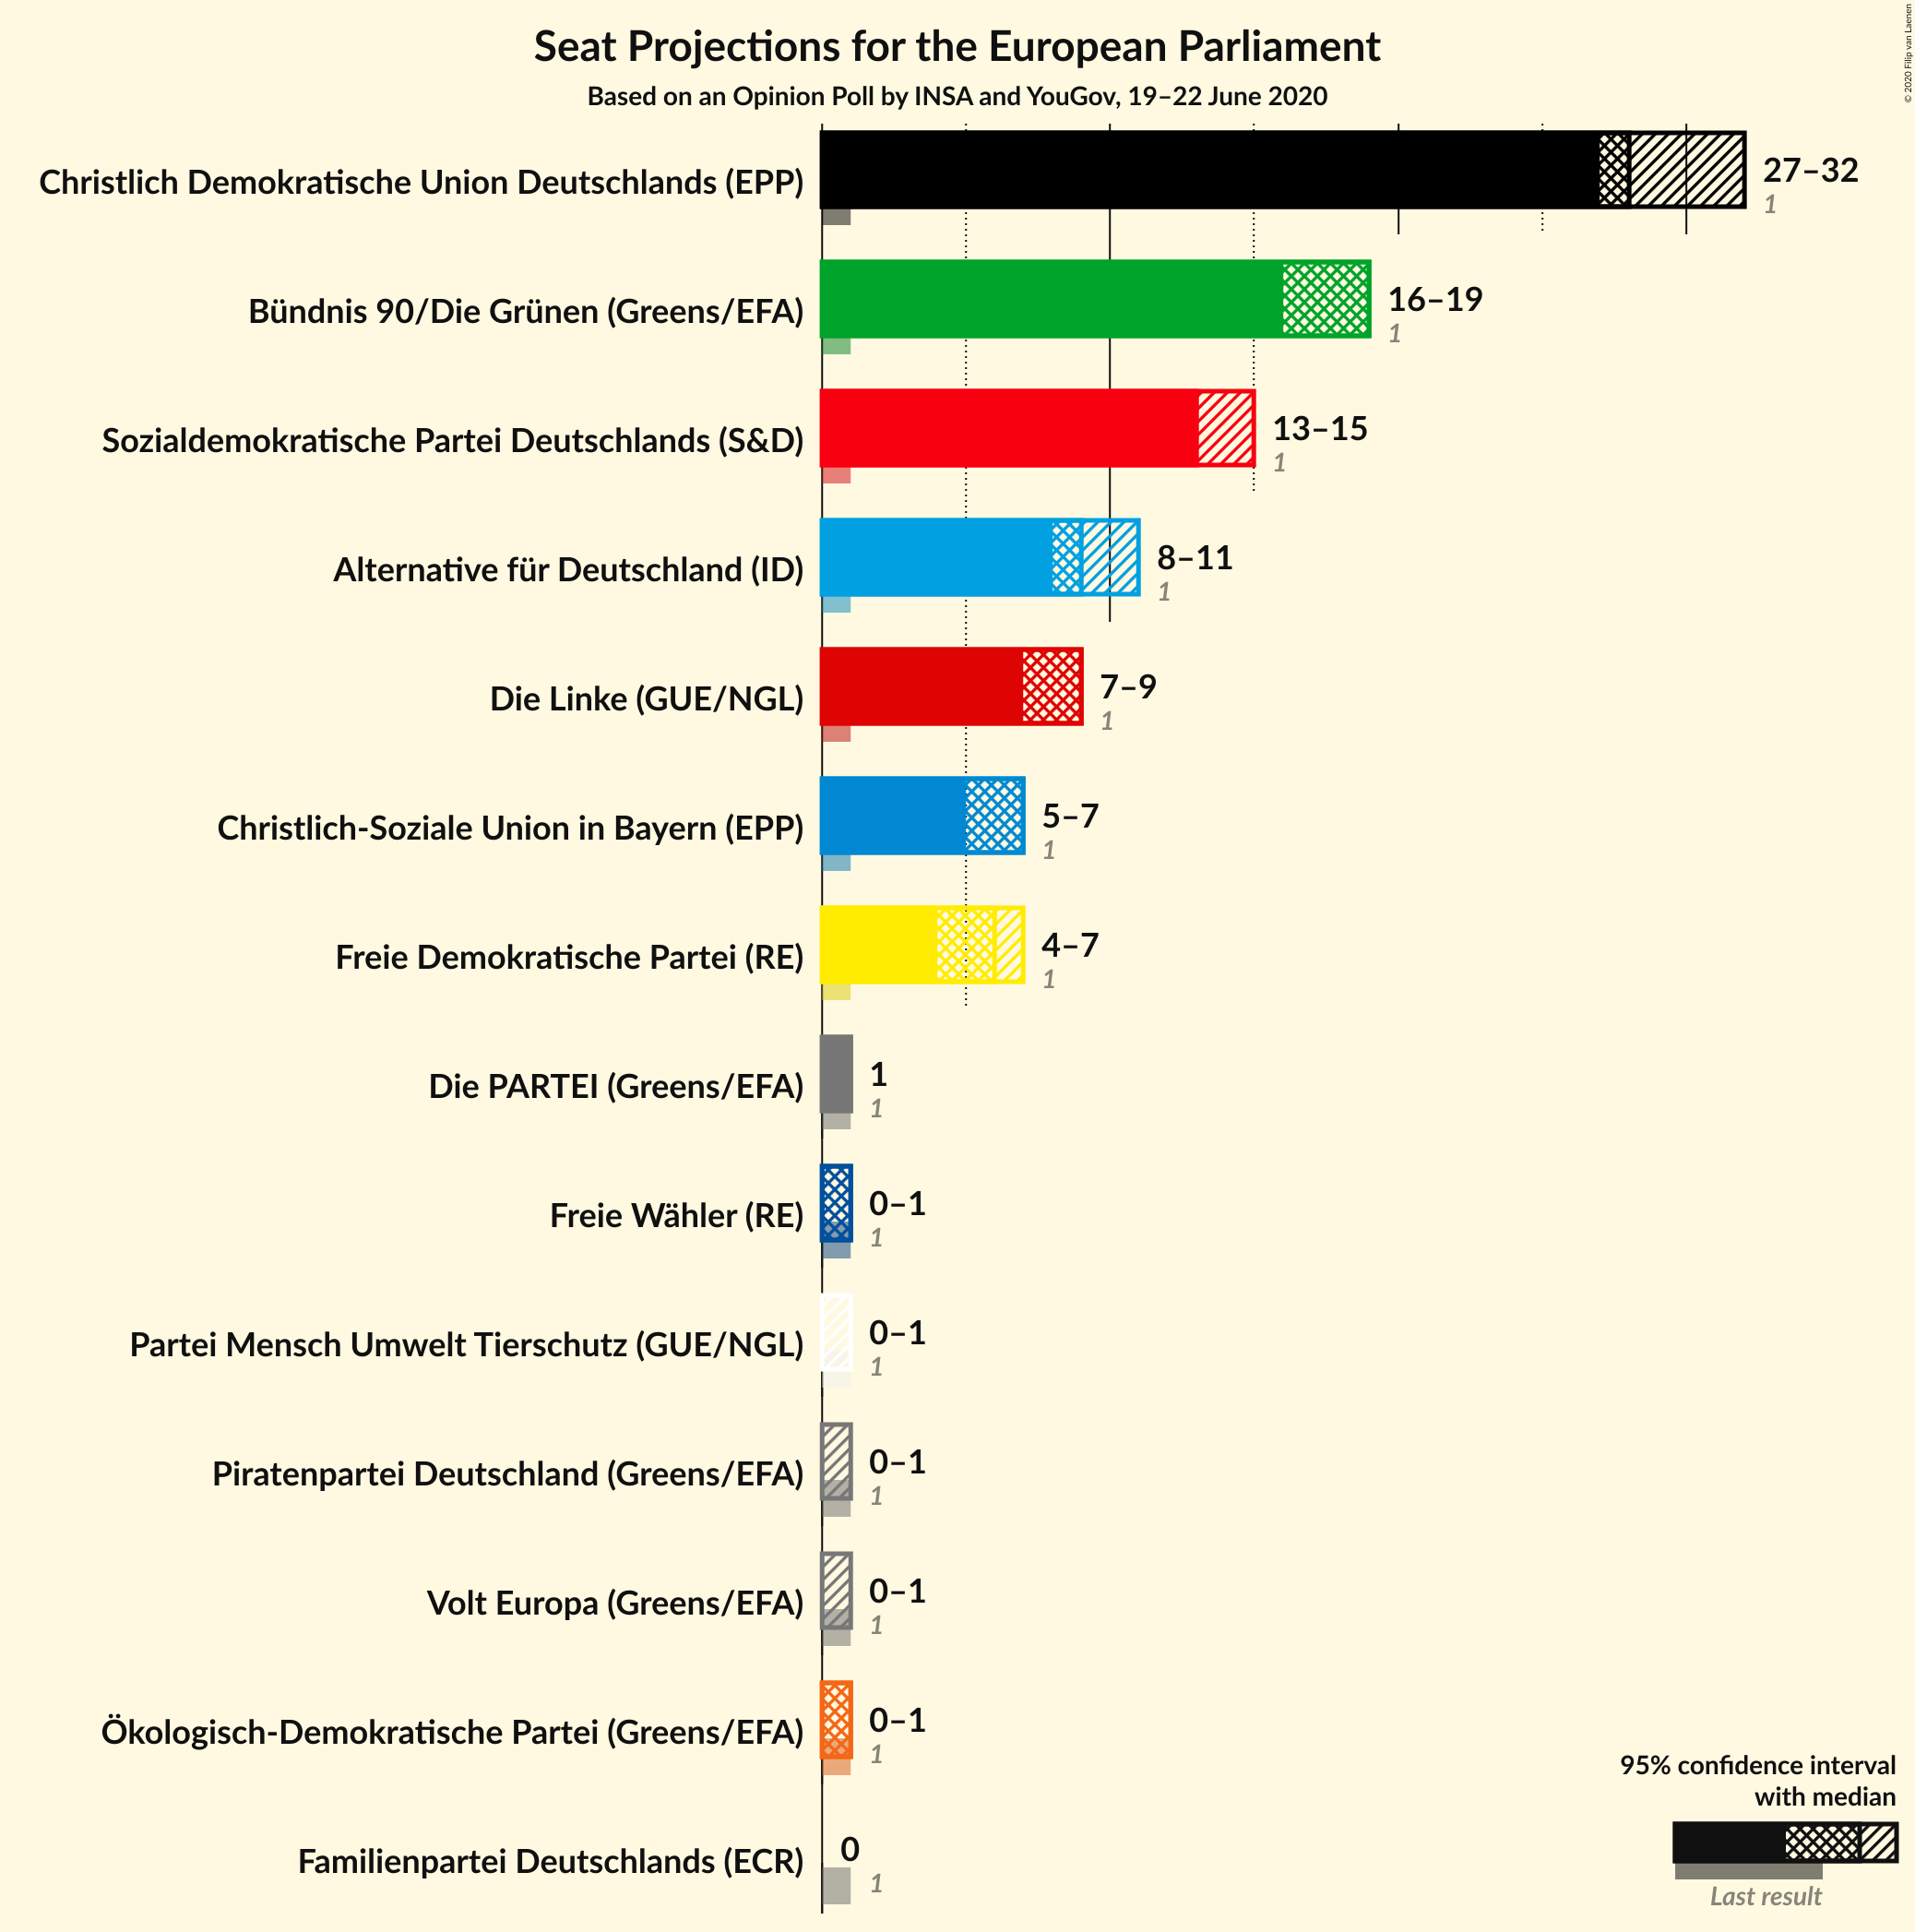 Seat Projections for the European Parliament
Based on an Opinion Poll by INSA and YouGov, 19–22 June 2020
© 2020 Filip van Laenen
Christlich Demokratische Union Deutschlands (EPP)
27–32
1
Bündnis 90/Die Grünen (Greens/EFA)
16–19
1
Sozialdemokratische Partei Deutschlands (S&D)
13–15
1
Alternative für Deutschland (ID)
8–11
1
Die Linke (GUE/NGL)
7–9
1
Christlich-Soziale Union in Bayern (EPP)
5–7
1
Freie Demokratische Partei (RE)
4–7
1
Die PARTEI (Greens/EFA)
1
1
Freie Wähler (RE)
0–1
1
Partei Mensch Umwelt Tierschutz (GUE/NGL)
0–1
1
Piratenpartei Deutschland (Greens/EFA)
0–1
1
Volt Europa (Greens/EFA)
0–1
1
Ökologisch-Demokratische Partei (Greens/EFA)
0–1
1
Familienpartei Deutschlands (ECR)
0
1
95% confidence interval
with median
Last result